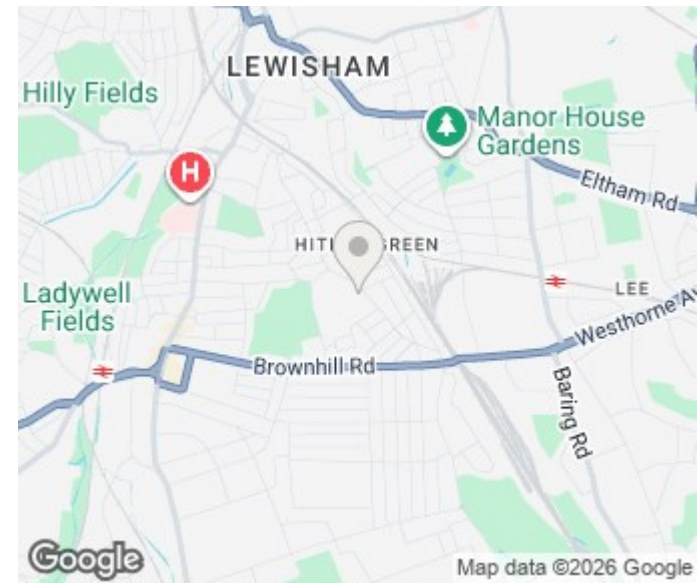 LEWISHAM
Hilly Fields
Manor House
Gardens
H
Eltham Rd
GREEN
Ladywell
Fields
LEE
Westhorne Av
Brownhill Rd
Baring Rd
Google
Map data ©2026 Google